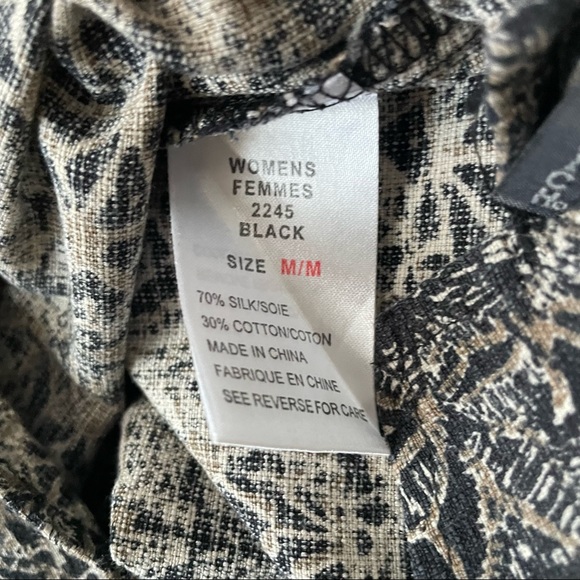 WOMENS
FEMMES
2245
BLACK
SIZE M/M
70% SILK/SOIE
30% COTTON/COTON
MADE IN CHINA
FABRIQUE EN CHINE
SEE REVERSE FOR CARE